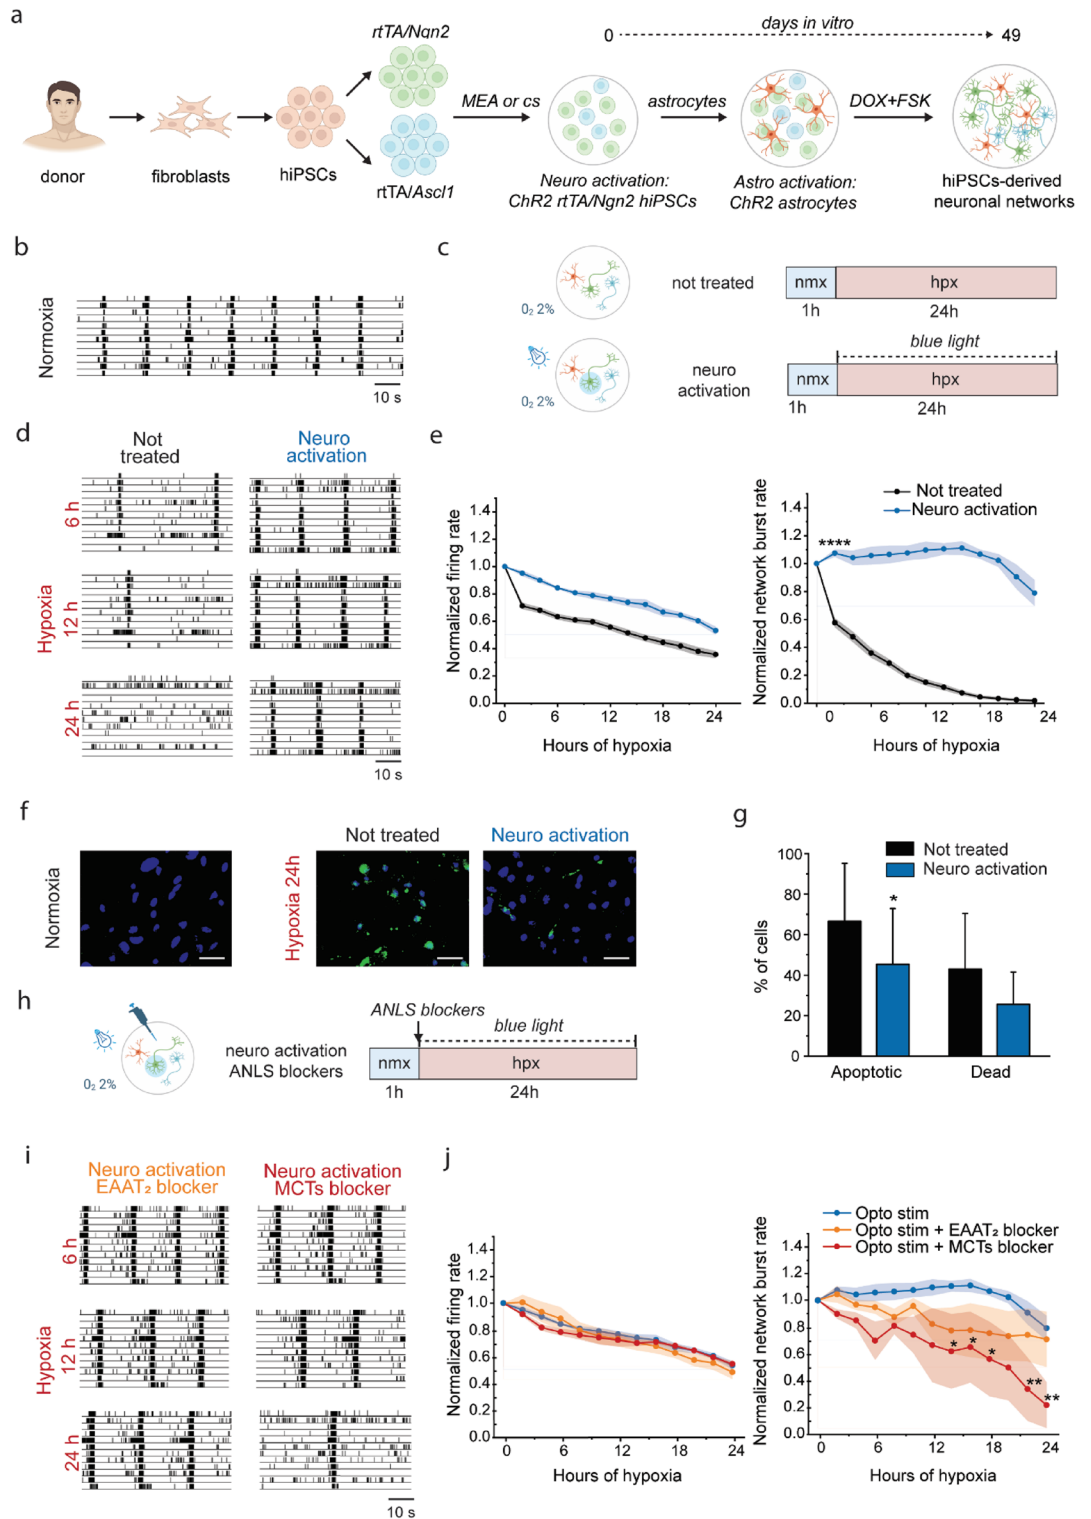 a
rtTA/Ngn2
days in vitro
0
49
MEA or cs
astrocytes
DOX+FSK
donor
fibroblasts
hiPSCs
rtTA/Ascl1
Neuro activation:
ChR2 rtTA/Ngn2 hiPSCs
Astro activation:
ChR2 astrocytes
hiPSCs-derived
neuronal networks
b
Normoxia
10 s
c
O₂ 2%
not treated
nmx
hpx
1h
24h
blue light
O₂ 2%
neuro
activation
nmx
hpx
1h
24h
d
Not
treated
Neuro
activation
Hypoxia
6 h
12 h
24 h
10 s
e
Normalized firing rate
1.4
1.2
1.0
0.8
0.6
0.4
0.2
0.0
0 6 12 18 24
Hours of hypoxia
Normalized network burst rate
Not treated
Neuro activation
1.4
1.2
1.0
0.8
0.6
0.4
0.2
0.0
****
0 6 12 18 24
Hours of hypoxia
f
Normoxia
Hypoxia 24h
Not treated
Neuro activation
g
Not treated
Neuro activation
% of cells
100
80
60
40
20
0
*
Apoptotic
Dead
h
O₂ 2%
neuro activation
ANLS blockers
ANLS blockers
blue light
nmx
hpx
1h
24h
i
Neuro activation
EAAT₂ blocker
Neuro activation
MCTs blocker
Hypoxia
6 h
12 h
24 h
10 s
j
Normalized firing rate
1.4
1.2
1.0
0.8
0.6
0.4
0.2
0.0
0 6 12 18 24
Hours of hypoxia
Normalized network burst rate
Opto stim
Opto stim + EAAT₂ blocker
Opto stim + MCTs blocker
1.4
1.2
1.0
0.8
0.6
0.4
0.2
0.0
* * * ** **
0 6 12 18 24
Hours of hypoxia